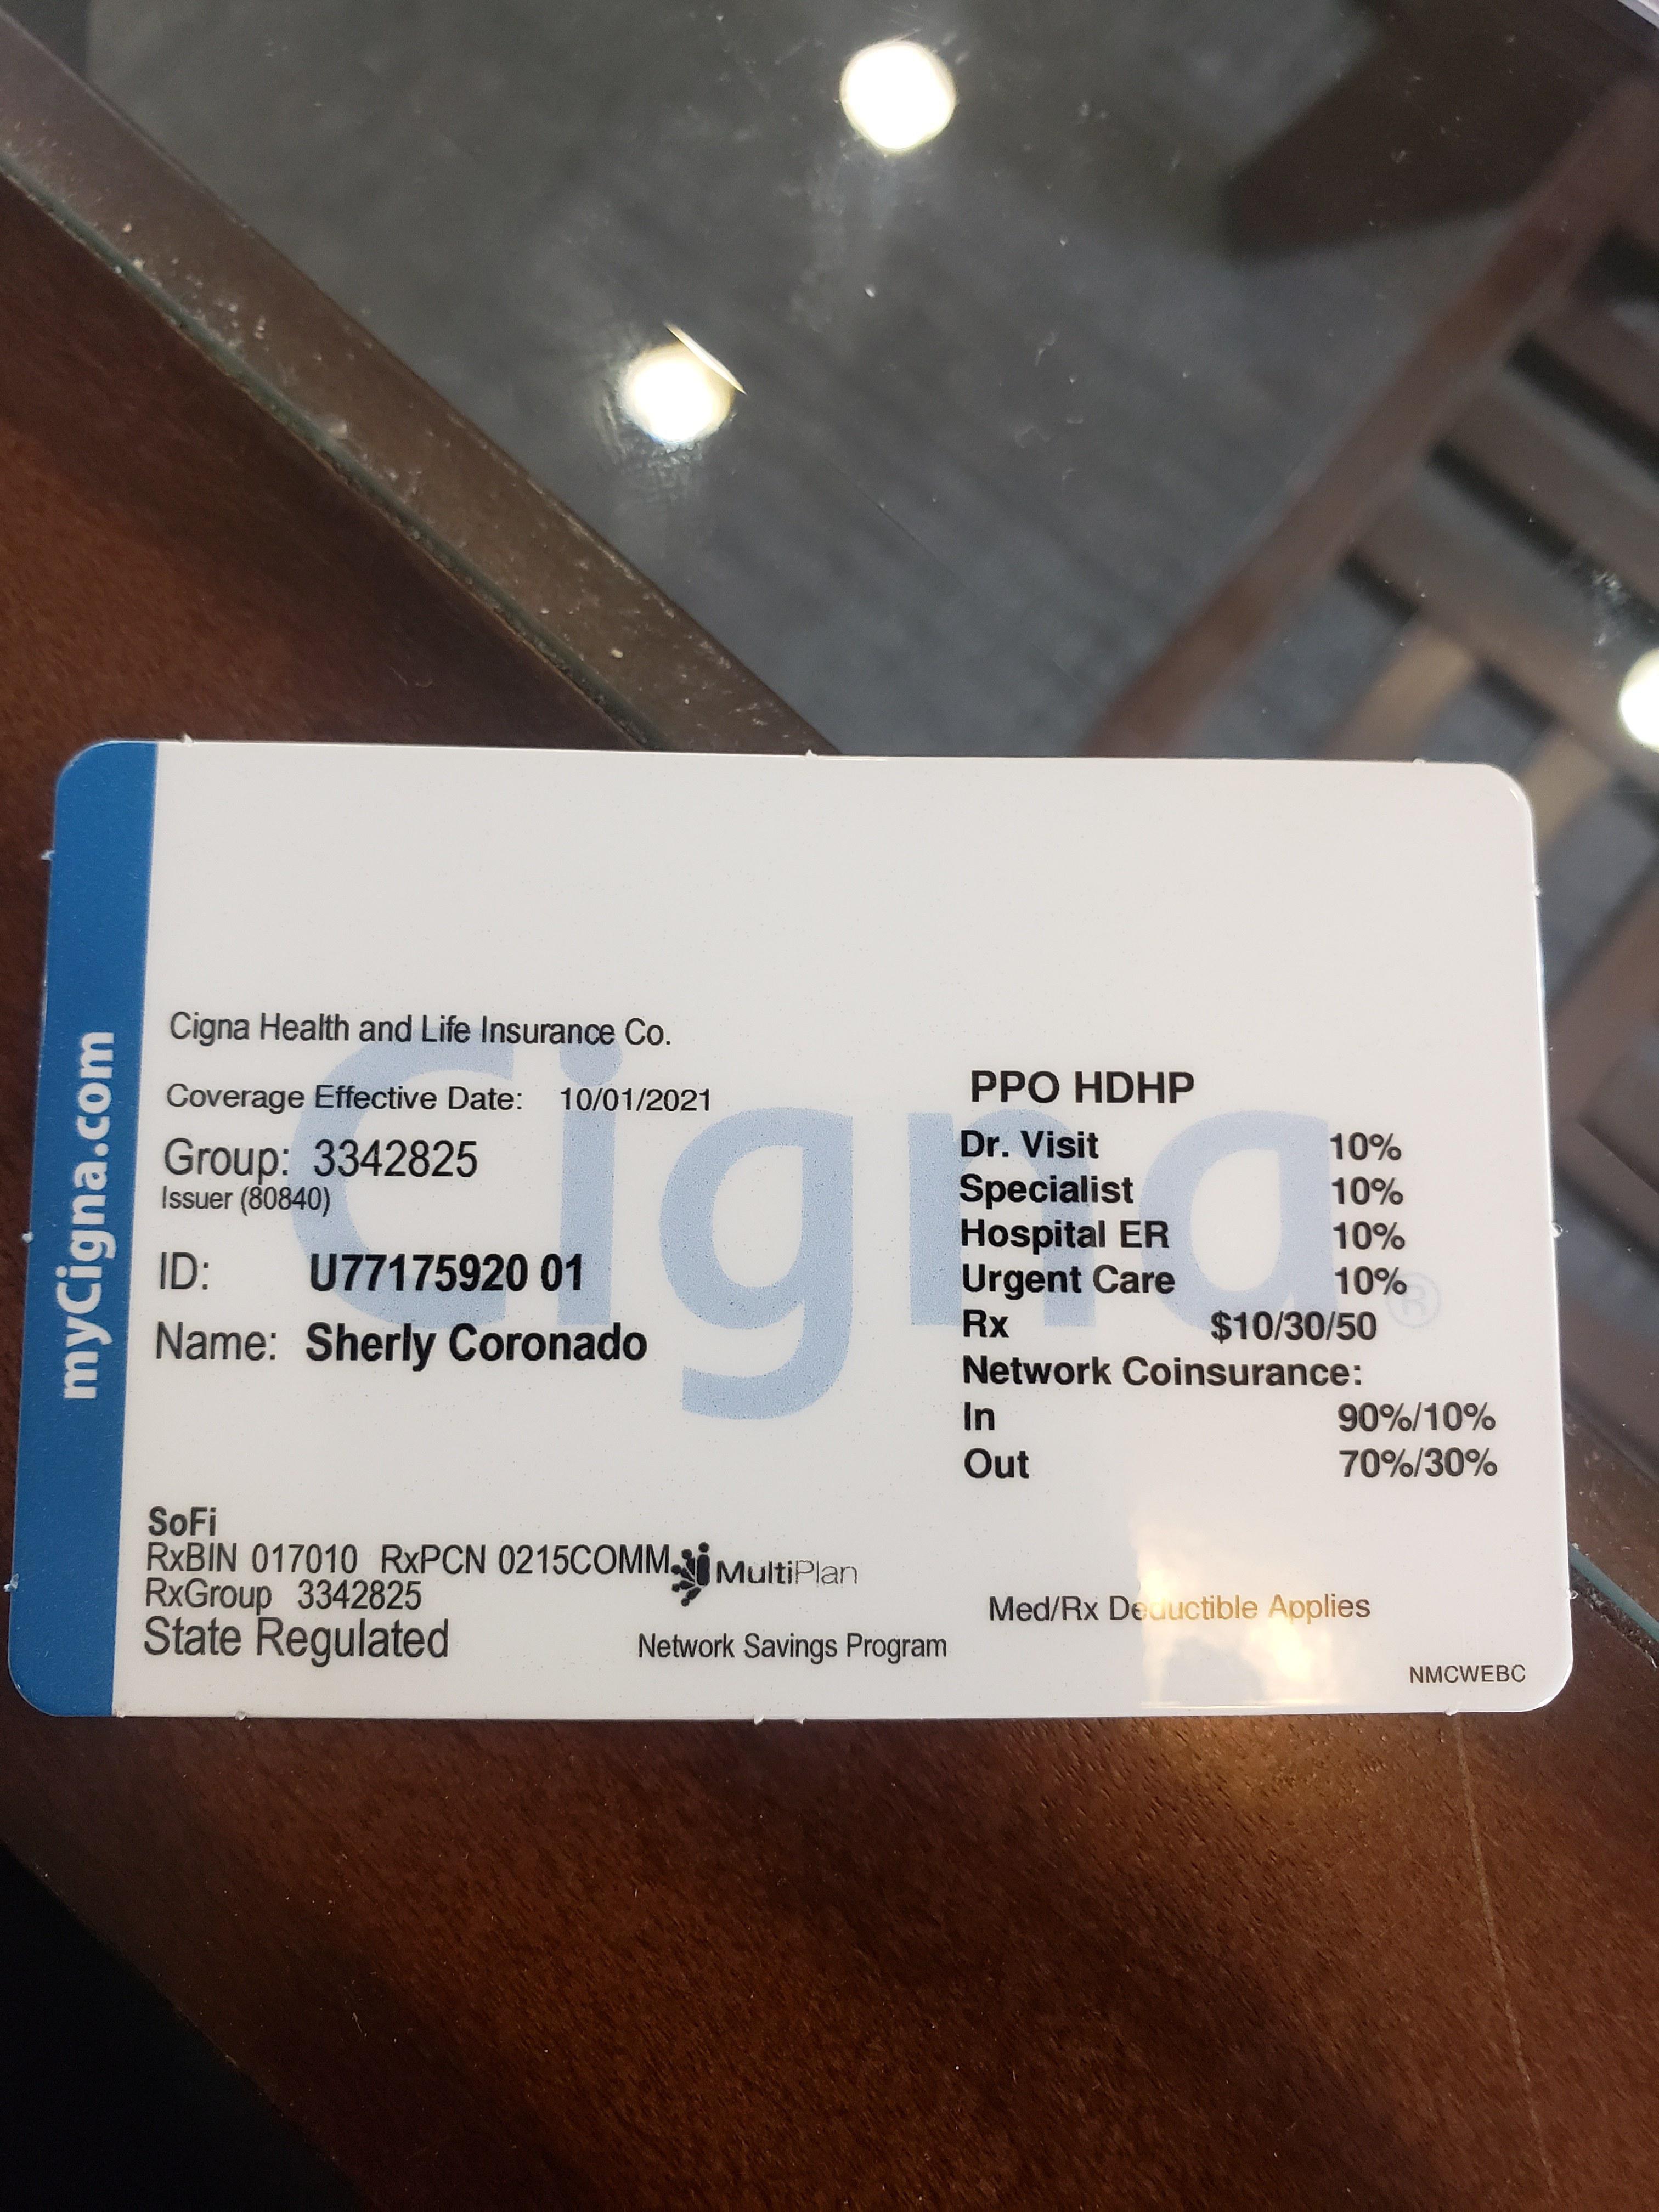 myCigna.com
Cigna
®
Cigna Health and Life Insurance Co.
Coverage Effective Date: 10/01/2021
Group: 3342825
Issuer (80840)
ID: U77175920 01
Name: Sherly Coronado
SoFi
RxBIN 017010 RxPCN 0215COMM
RxGroup 3342825
State Regulated
MultiPlan
Network Savings Program
PPO HDHP
Dr. Visit 10%
Specialist 10%
Hospital ER 10%
Urgent Care 10%
Rx $10/30/50
Network Coinsurance:
In 90%/10%
Out 70%/30%
Med/Rx Deductible Applies
NMCWEBC